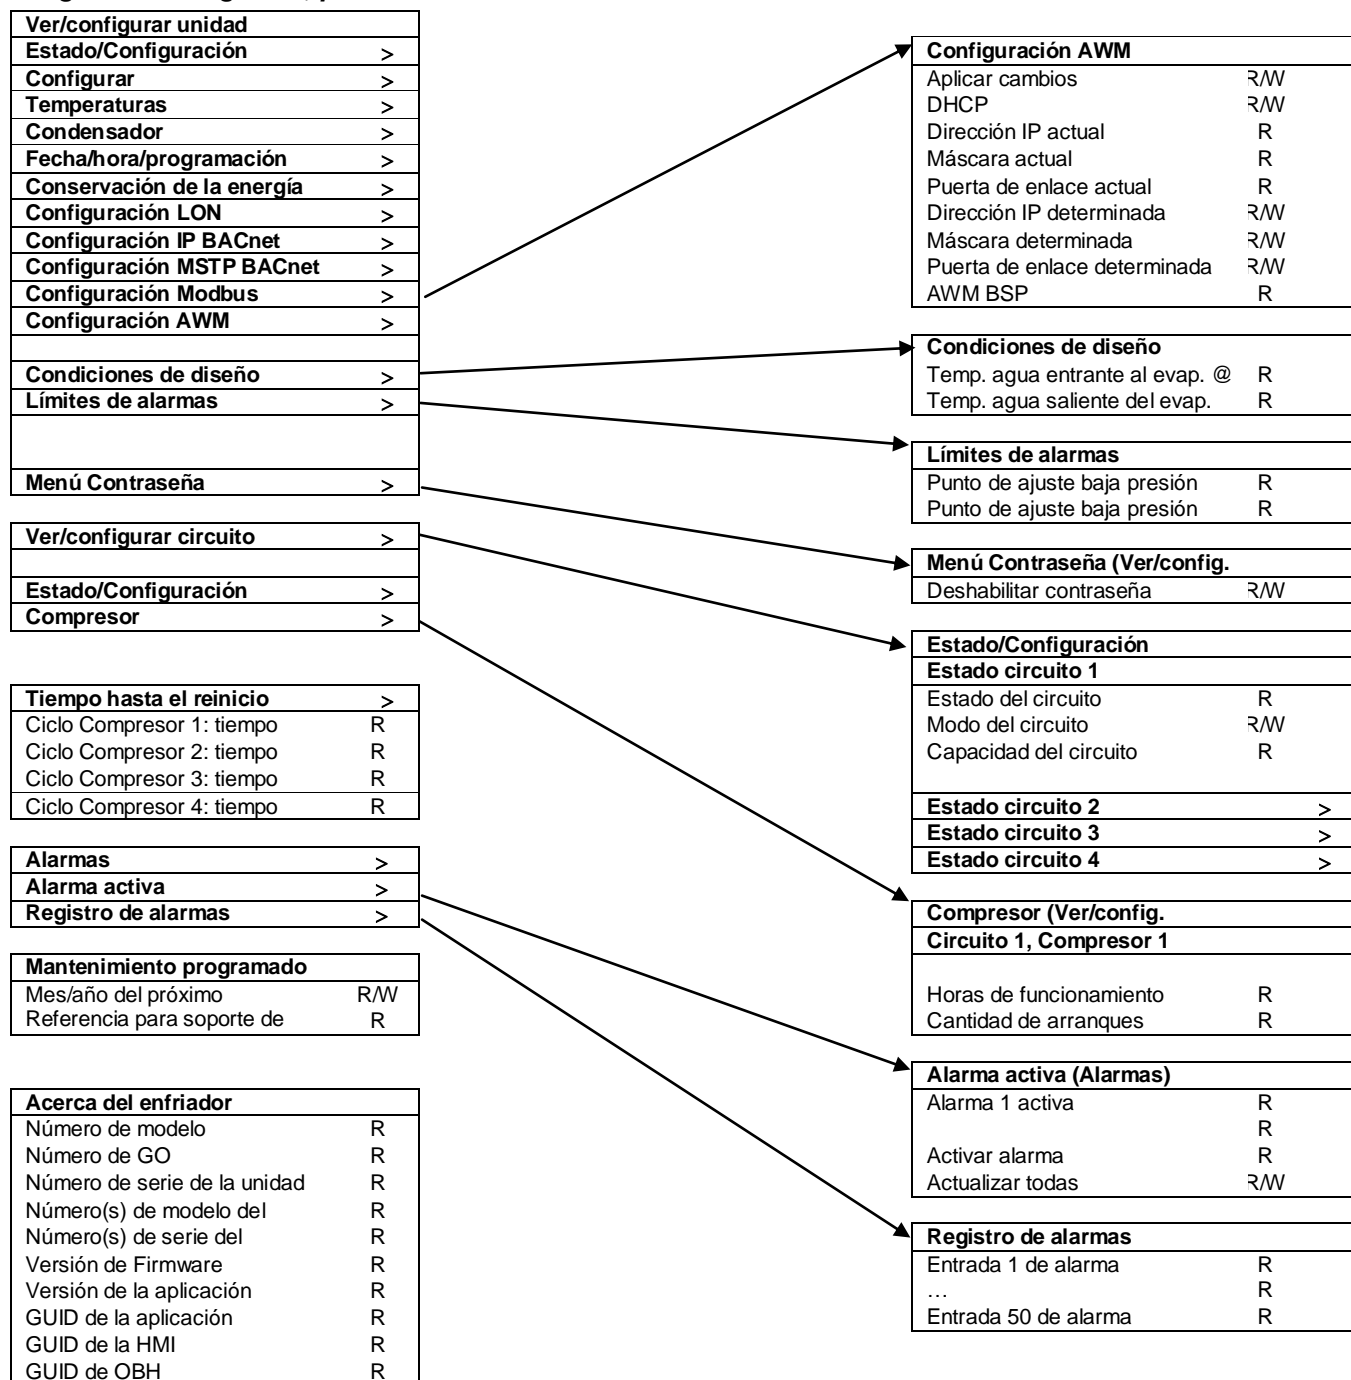 Ver/configurar unidad
Estado/Configuración >
Configurar >
Temperaturas >
Condensador >
Fecha/hora/programación >
Conservación de la energía >
Configuración LON >
Configuración IP BACnet >
Configuración MSTP BACnet >
Configuración Modbus >
Configuración AWM >
Condiciones de diseño >
Límites de alarmas >
Menú Contraseña >
Ver/configurar circuito >
Estado/Configuración >
Compresor >
Tiempo hasta el reinicio >
Ciclo Compresor 1: tiempo R
Ciclo Compresor 2: tiempo R
Ciclo Compresor 3: tiempo R
Ciclo Compresor 4: tiempo R
Alarmas >
Alarma activa >
Registro de alarmas >
Mantenimiento programado
Mes/año del próximo R/W
Referencia para soporte de R
Acerca del enfriador
Número de modelo R
Número de GO R
Número de serie de la unidad R
Número(s) de modelo del R
Número(s) de serie del R
Versión de Firmware R
Versión de la aplicación R
GUID de la aplicación R
GUID de la HMI R
GUID de OBH R
Configuración AWM
Aplicar cambios R/W
DHCP R/W
Dirección IP actual R
Máscara actual R
Puerta de enlace actual R
Dirección IP determinada R/W
Máscara determinada R/W
Puerta de enlace determinada R/W
AWM BSP R
Condiciones de diseño
Temp. agua entrante al evap. @ R
Temp. agua saliente del evap. R
Límites de alarmas
Punto de ajuste baja presión R
Punto de ajuste baja presión R
Menú Contraseña (Ver/config.
Deshabilitar contraseña R/W
Estado/Configuración
Estado circuito 1
Estado del circuito R
Modo del circuito R/W
Capacidad del circuito R
Estado circuito 2 >
Estado circuito 3 >
Estado circuito 4 >
Compresor (Ver/config.
Circuito 1, Compresor 1
Horas de funcionamiento R
Cantidad de arranques R
Alarma activa (Alarmas)
Alarma 1 activa R
R
Activar alarma R
Actualizar todas R/W
Registro de alarmas
Entrada 1 de alarma R
… R
Entrada 50 de alarma R